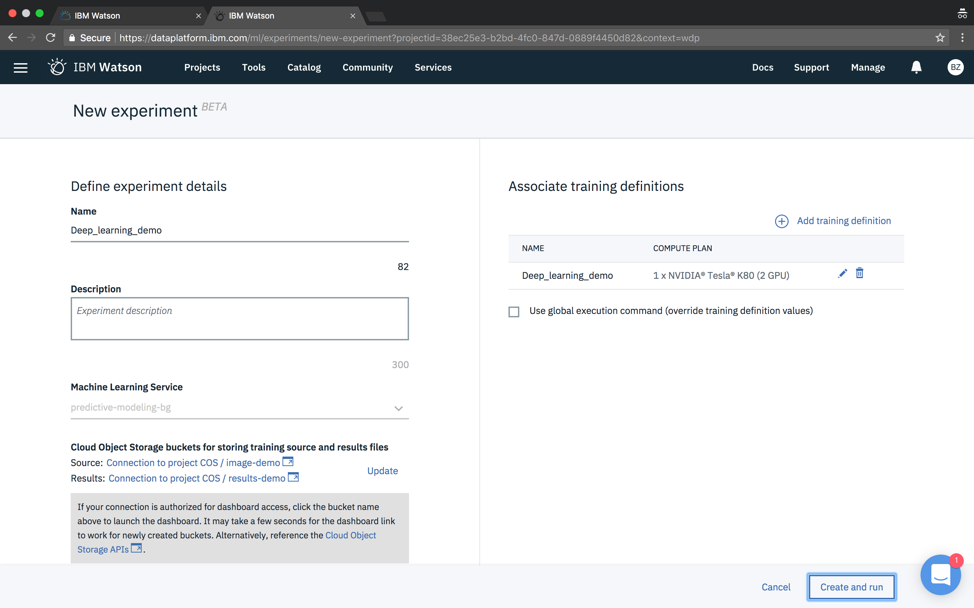 IBM Watson
IBM Watson
Secure https://dataplatform.ibm.com/ml/experiments/new-experiment?projectid=38ec25e3-b2bd-4fc0-847d-0889f4450d82&context=wdp
IBM Watson Projects Tools Catalog Community Services Docs Support Manage BZ
New experiment BETA
Define experiment details
Name
Deep_learning_demo
82
Description
Experiment description
300
Machine Learning Service
predictive-modeling-bg
Cloud Object Storage buckets for storing training source and results files
Source: Connection to project COS / image-demo
Results: Connection to project COS / results-demo
Update
If your connection is authorized for dashboard access, click the bucket name
above to launch the dashboard. It may take a few seconds for the dashboard link
to work for newly created buckets. Alternatively, reference the Cloud Object
Storage APIs.
Associate training definitions
Add training definition
NAME COMPUTE PLAN
Deep_learning_demo 1 x NVIDIA® Tesla® K80 (2 GPU)
Use global execution command (override training definition values)
Cancel Create and run
1